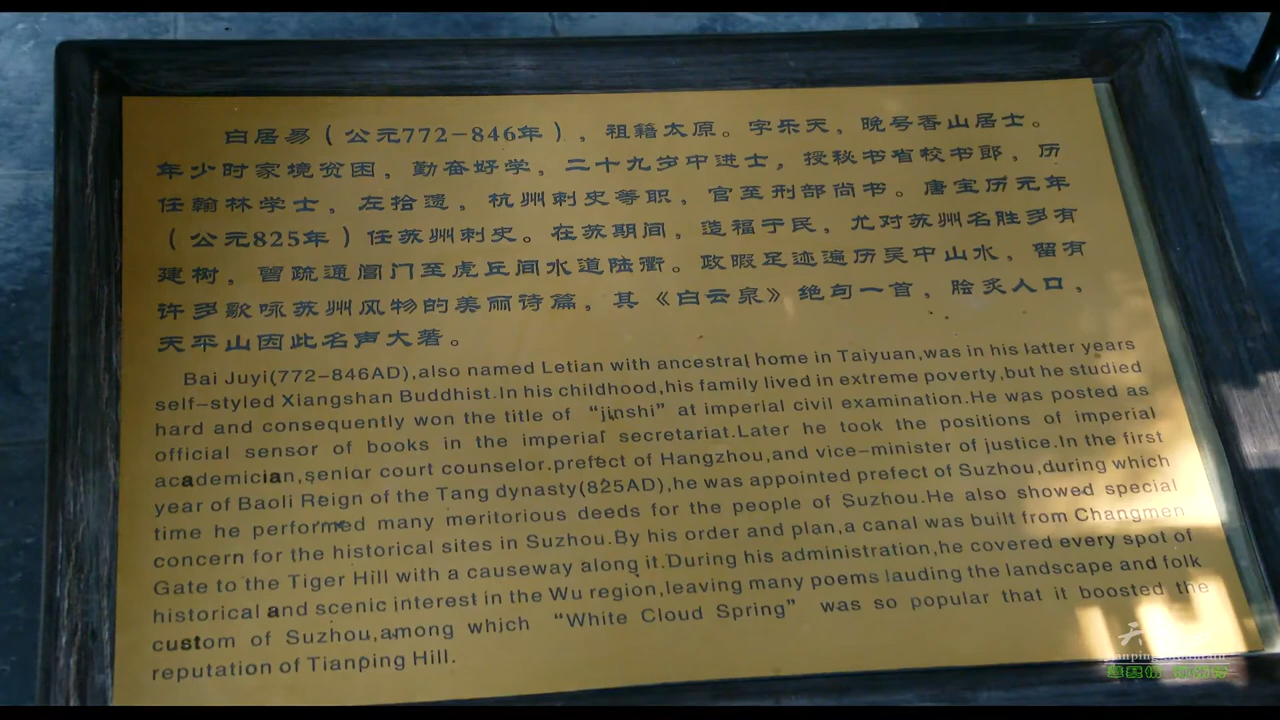 白居易（公元772-846年），祖籍太原。字乐天，晚号香山居士。
年少时家境贫困，勤奋好学，二十九岁中进士，授秘书省校书郎，历
任翰林学士，左拾遗，杭州刺史等职，官至刑部尚书。唐宝历元年
（公元825年）任苏州刺史。在苏期间，造福于民，尤对苏州名胜多有
建树，曾疏通阊门至虎丘间水道陆衢。政暇足迹遍历吴中山水，留有
许多歌咏苏州风物的美丽诗篇，其《白云泉》绝句一首，脍炙人口，
天平山因此名声大著。
Bai Juyi(772-846AD),also named Letian with ancestral home in Taiyuan,was in his latter years
self-styled Xiangshan Buddhist.In his childhood,his family lived in extreme poverty,but he studied
hard and consequently won the title of “jinshi” at imperial civil examination.He was posted as
official sensor of books in the imperial secretariat.Later he took the positions of imperial
academician,senior court counselor.prefect of Hangzhou,and vice-minister of justice.In the first
year of Baoli Reign of the Tang dynasty(825AD),he was appointed prefect of Suzhou,during which
time he performed many meritorious deeds for the people of Suzhou.He also showed special
concern for the historical sites in Suzhou.By his order and plan,a canal was built from Changmen
Gate to the Tiger Hill with a causeway along it.During his administration,he covered every spot of
historical and scenic interest in the Wu region,leaving many poems lauding the landscape and folk
custom of Suzhou,among which “White Cloud Spring” was so popular that it boosted the
reputation of Tianping Hill.